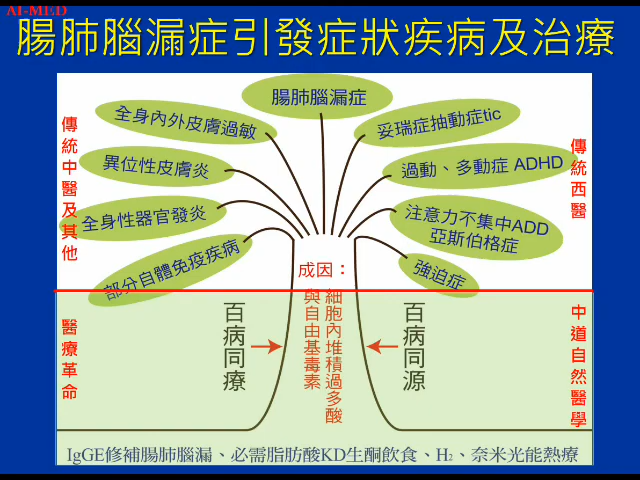 AI-MED
腸肺腦漏症引發症狀疾病及治療
腸肺腦漏症
全身內外皮膚過敏
妥瑞症抽動症tic
異位性皮膚炎
過動、多動症 ADHD
全身性器官發炎
注意力不集中ADD
亞斯伯格症
部分自體免疫疾病
強迫症
傳統中醫及其他
傳統西醫
成因：
細胞內堆積過多酸
與自由基毒素
百病同療
百病同源
醫療革命
中道自然醫學
IgGE修補腸肺腦漏、必需脂肪酸KD生酮飲食、H₂、奈米光能熱療